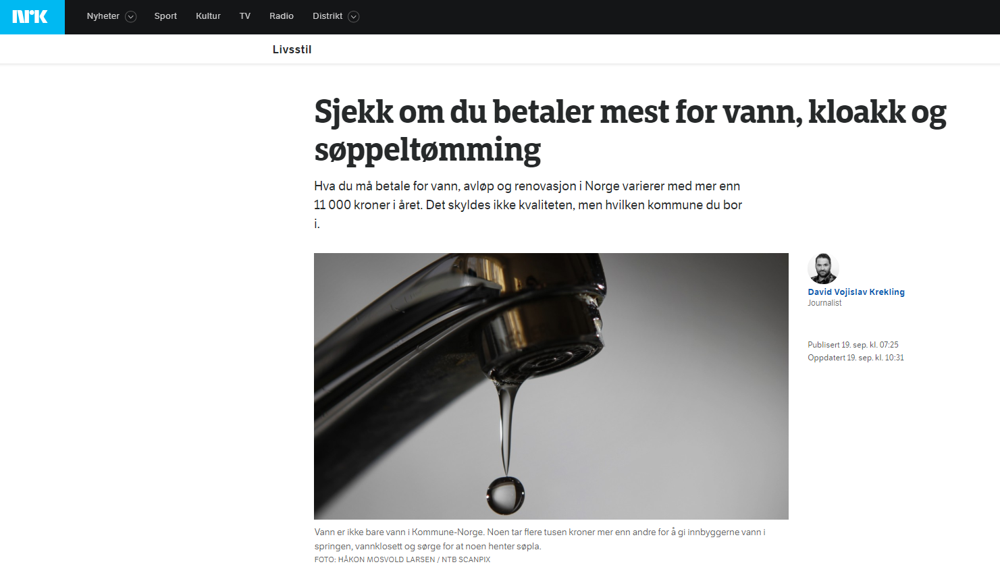 NRK
Nyheter
Sport
Kultur
TV
Radio
Distrikt
Livsstil
Sjekk om du betaler mest for vann, kloakk og
søppeltømming
Hva du må betale for vann, avløp og renovasjon i Norge varierer med mer enn
11 000 kroner i året. Det skyldes ikke kvaliteten, men hvilken kommune du bor
i.
David Vojislav Krekling
Journalist
Publisert 19. sep. kl. 07:25
Oppdatert 19. sep. kl. 10:31
Vann er ikke bare vann i Kommune-Norge. Noen tar flere tusen kroner mer enn andre for å gi innbyggerne vann i
springen, vannklosett og sørge for at noen henter søpla.
FOTO: HÅKON MOSVOLD LARSEN / NTB SCANPIX